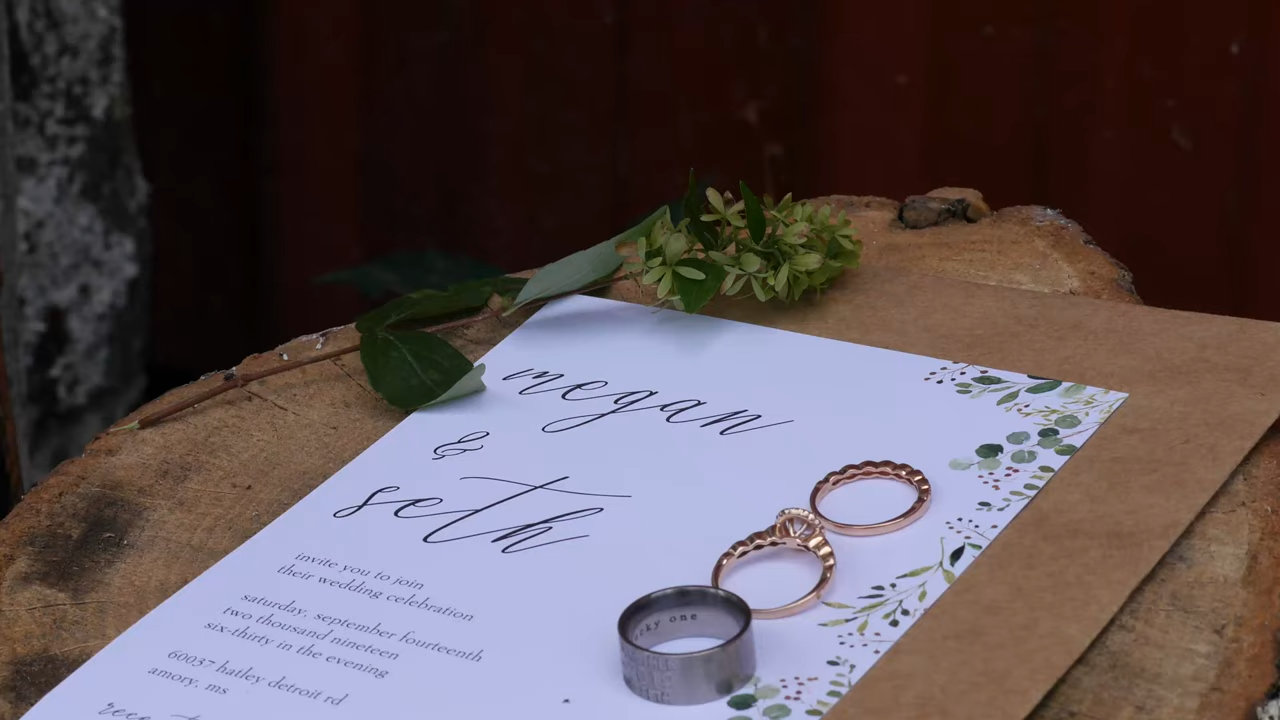 megan
&
seth
invite you to join
their wedding celebration
saturday, september fourteenth
two thousand nineteen
six-thirty in the evening
60037 hatley detroit rd
amory, ms
one